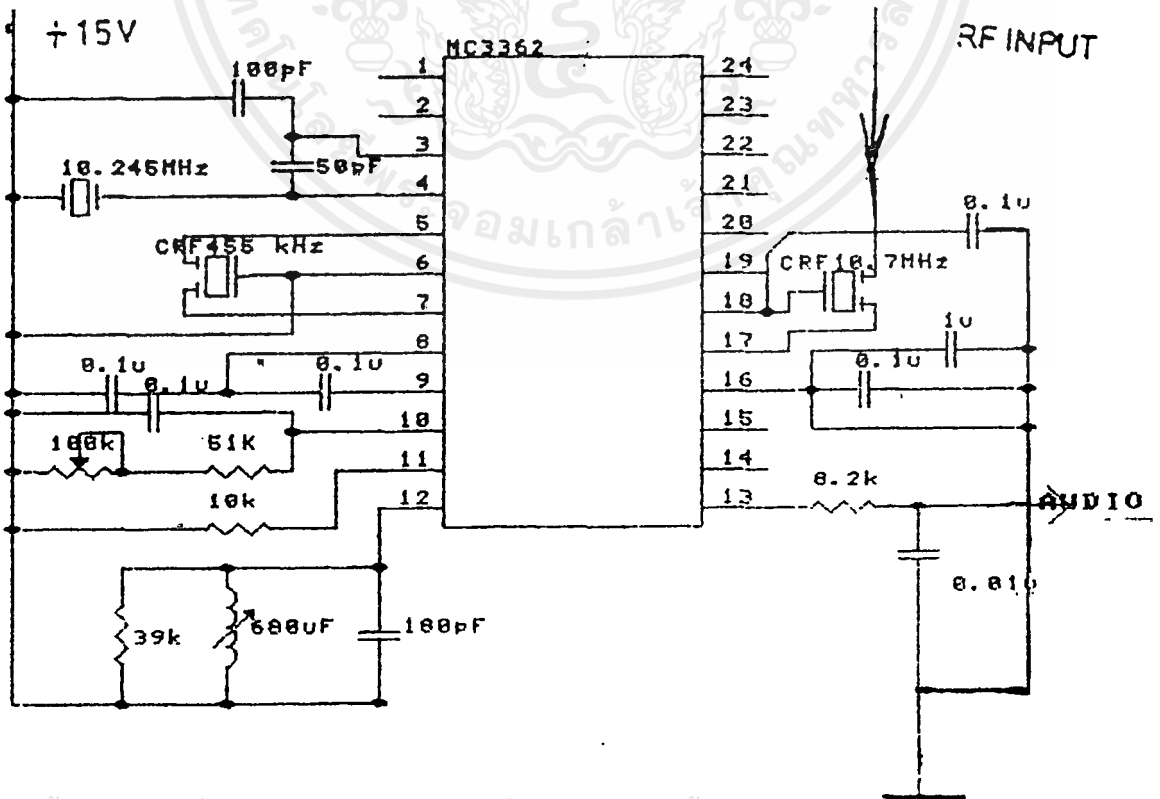 +15V
MC3362
RF INPUT
100pF
1
2
3
4
5
6
7
8
9
10
11
12
24
23
22
21
20
19
18
17
16
15
14
13
50pF
10.245MHz
CRF455 kHz
0.1u
0.1u
0.1u
100k
51K
10k
39k
680uF
180pF
0.1u
CRF10.7MHz
1u
0.1u
8.2k
AUDIO
0.01u